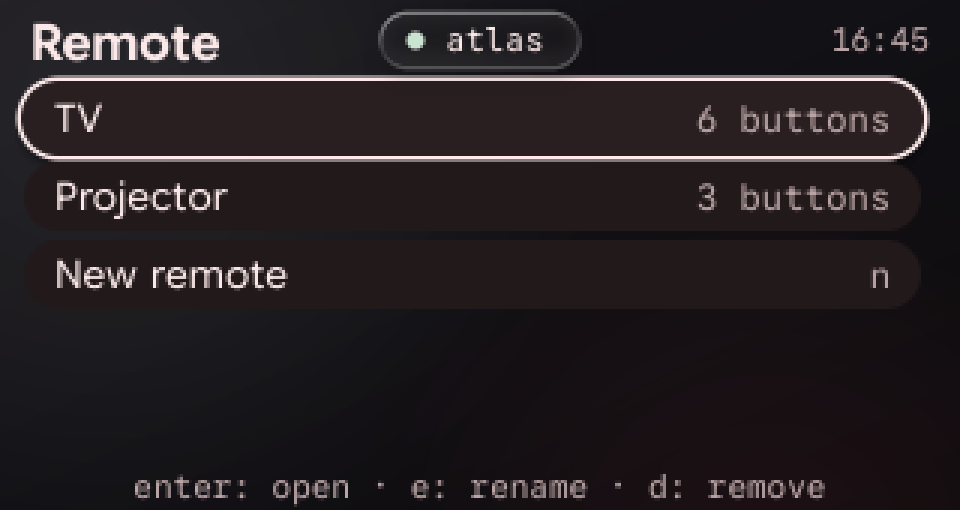 Remote atlas 16:45
TV 6 buttons
Projector 3 buttons
New remote n
enter: open · e: rename · d: remove